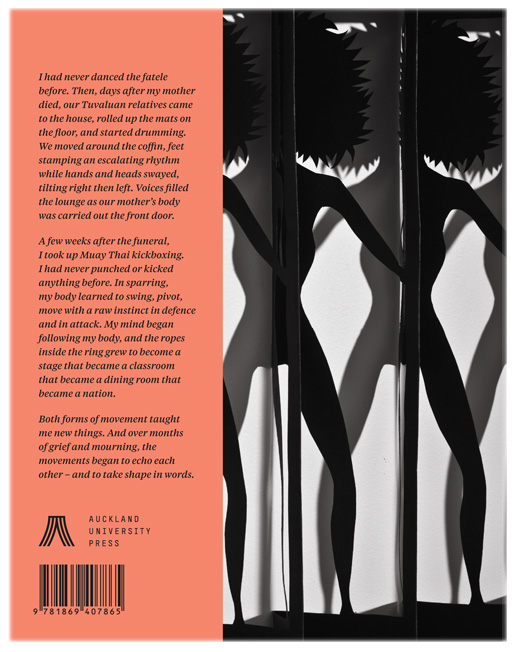 I had never danced the fatele
before. Then, days after my mother
died, our Tuvaluan relatives came
to the house, rolled up the mats on
the floor, and started drumming.
We moved around the coffin, feet
stamping an escalating rhythm
while hands and heads swayed,
tilting right then left. Voices filled
the lounge as our mother’s body
was carried out the front door.
A few weeks after the funeral,
I took up Muay Thai kickboxing.
I had never punched or kicked
anything before. In sparring,
my body learned to swing, pivot,
move with a raw instinct in defence
and in attack. My mind began
following my body, and the ropes
inside the ring grew to become a
stage that became a classroom
that became a dining room that
became a nation.
Both forms of movement taught
me new things. And over months
of grief and mourning, the
movements began to echo each
other – and to take shape in words.
AUCKLAND
UNIVERSITY
PRESS
9 781869 407865